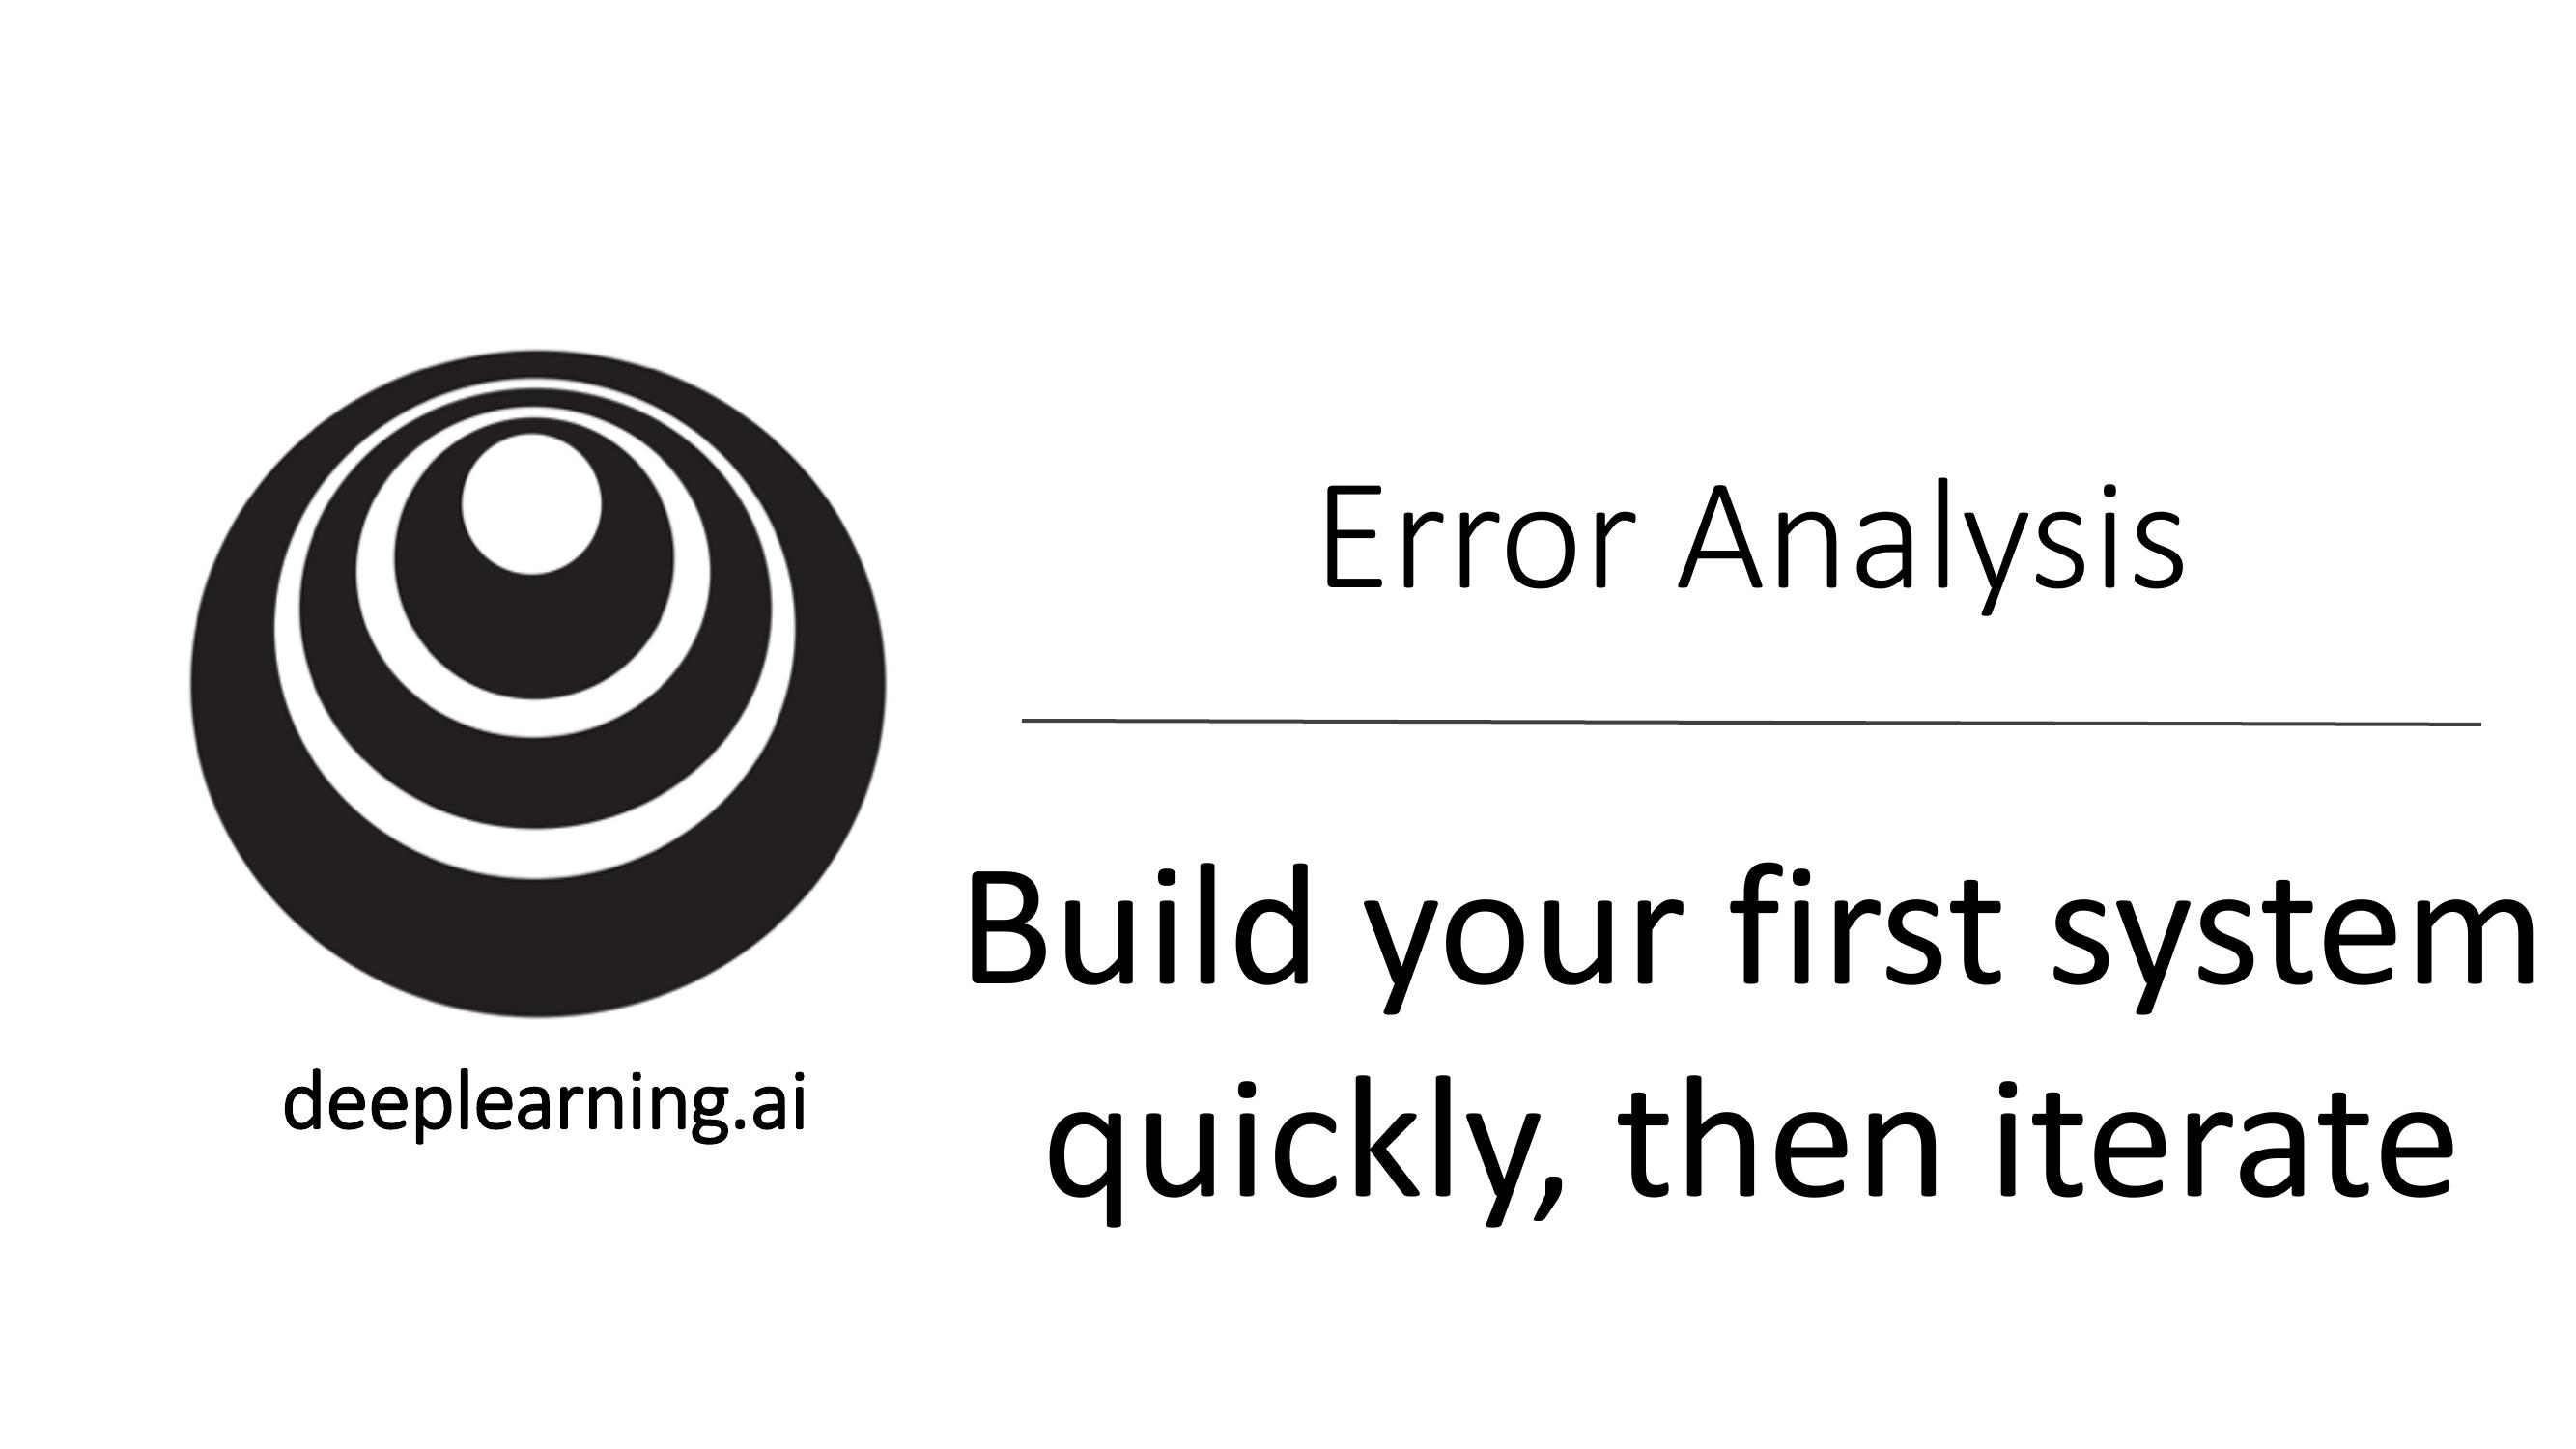 Error Analysis
Build your first system
quickly, then iterate
deeplearning.ai